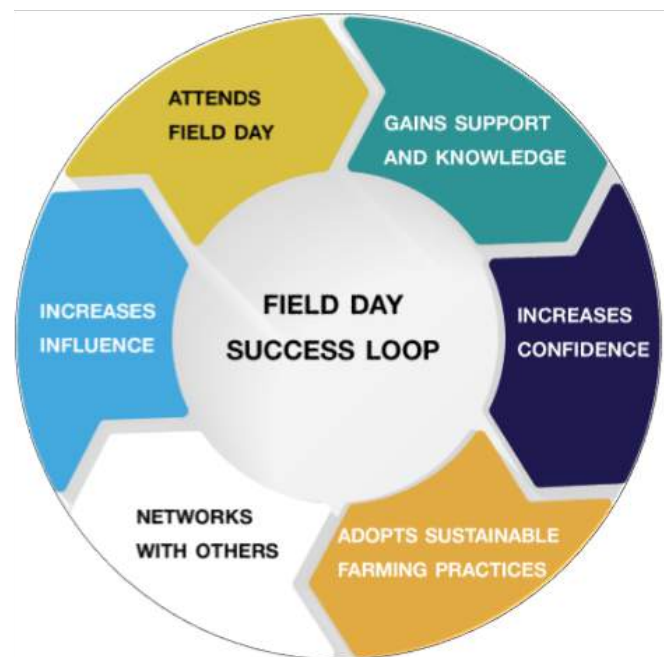 ATTENDS
FIELD DAY
GAINS SUPPORT
AND KNOWLEDGE
INCREASES
CONFIDENCE
ADOPTS SUSTAINABLE
FARMING PRACTICES
NETWORKS
WITH OTHERS
INCREASES
INFLUENCE
FIELD DAY
SUCCESS LOOP